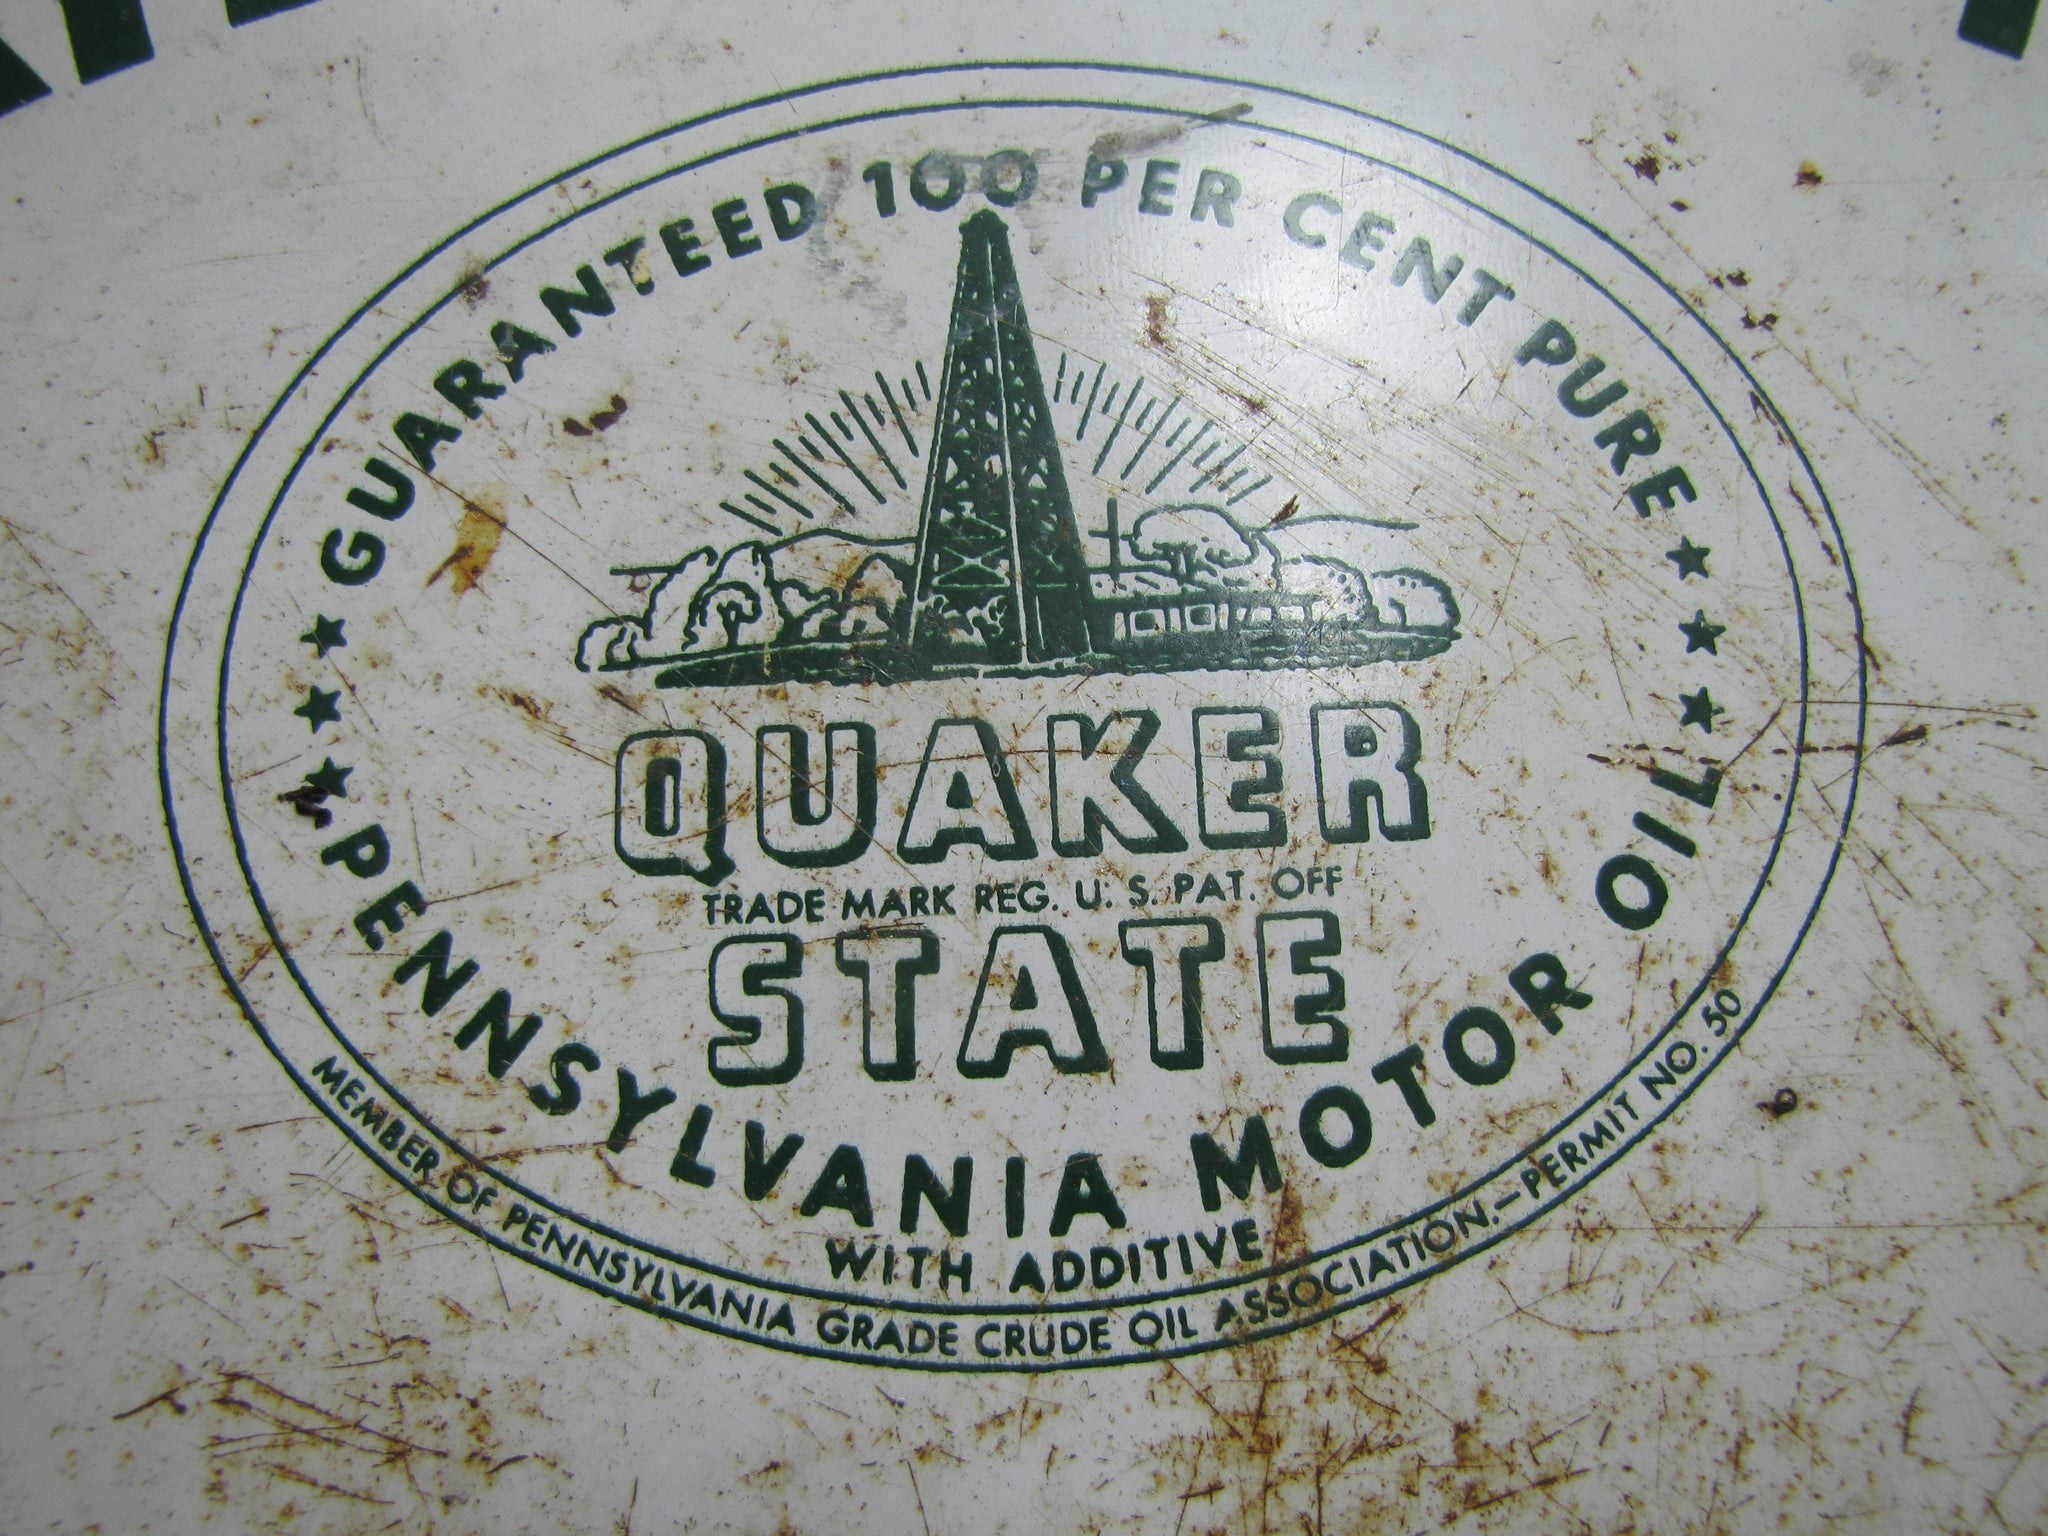 GUARANTEED 100 PER CENT PURE
QUAKER
TRADE MARK REG. U. S. PAT. OFF
STATE
PENNSYLVANIA MOTOR OIL
WITH ADDITIVE
MEMBER OF PENNSYLVANIA GRADE CRUDE OIL ASSOCIATION.—PERMIT NO. 50